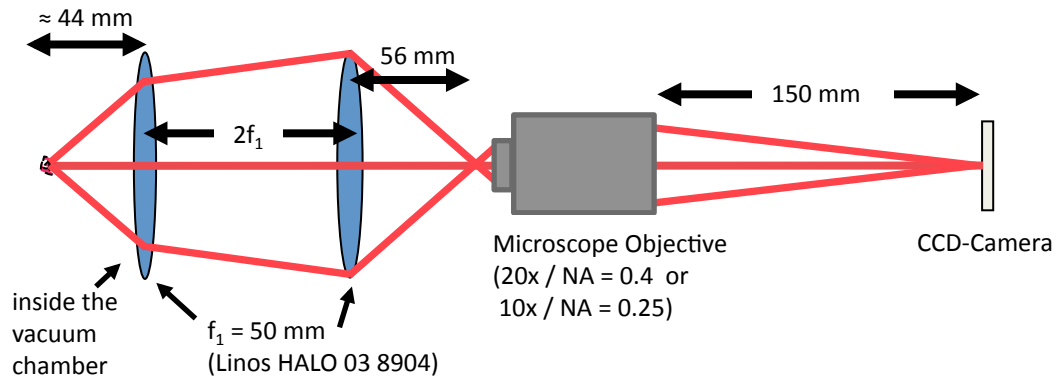 ≈ 44 mm
56 mm
2f₁
150 mm
Microscope Objective
(20x / NA = 0.4 or
10x / NA = 0.25)
CCD-Camera
inside the
vacuum
chamber
f₁ = 50 mm
(Linos HALO 03 8904)